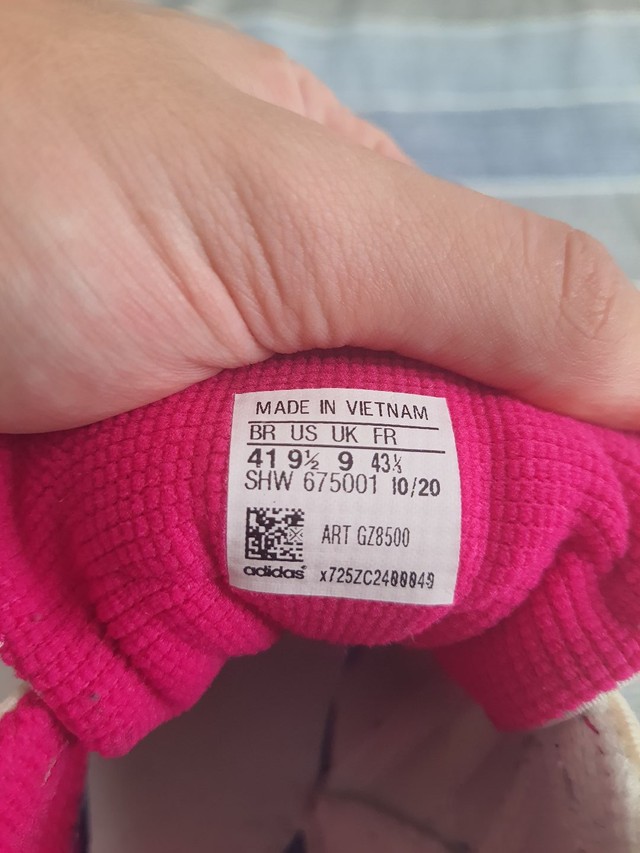 MADE IN VIETNAM
BR US UK FR
41 9½ 9 43⅓
SHW 675001 10/20
ART GZ8500
adidas x725ZC2400049